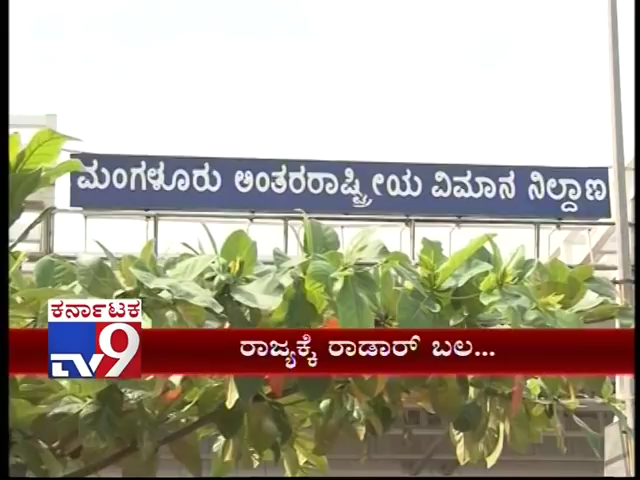 ಮಂಗಳೂರು ಅಂತರರಾಷ್ಟ್ರೀಯ ವಿಮಾನ ನಿಲ್ದಾಣ
ಕರ್ನಾಟಕ
TV9
ರಾಜ್ಯಕ್ಕೆ ರಾಡಾರ್ ಬಲ...